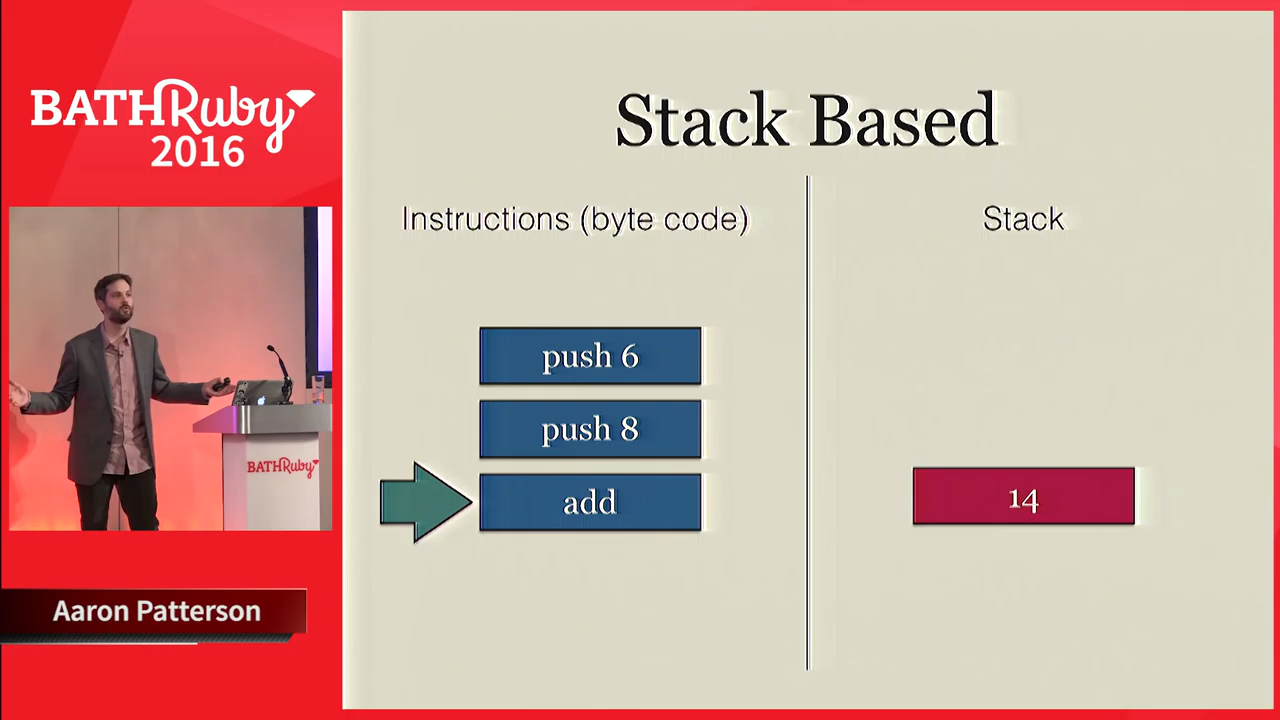 BATHRuby
2016
Stack Based
Instructions (byte code)
Stack
push 6
push 8
add
14
BATHRuby
Aaron Patterson